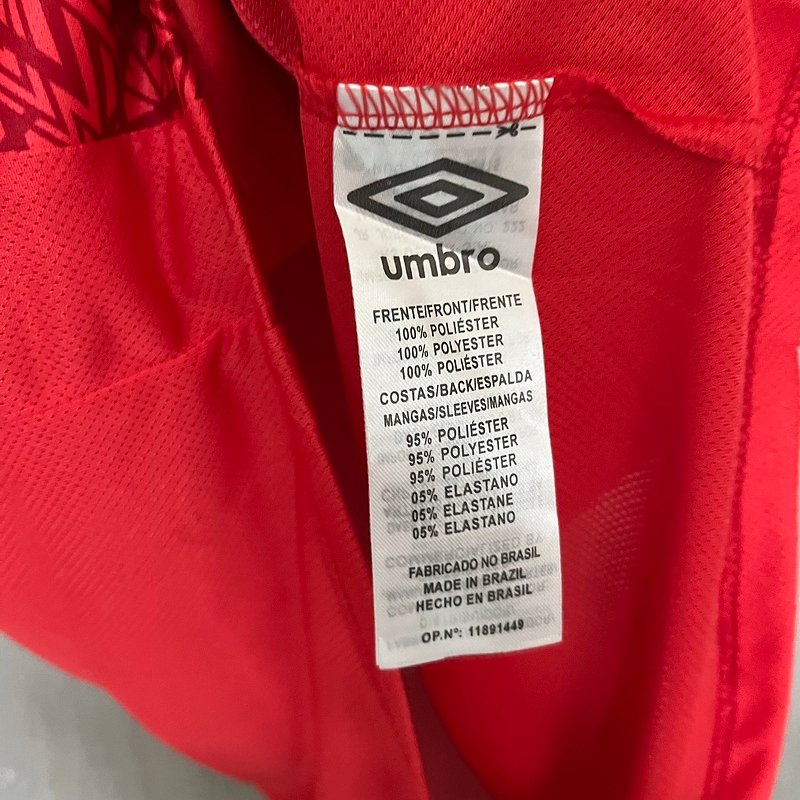 umbro
FRENTE/FRONT/FRENTE
100% POLIÉSTER
100% POLYESTER
100% POLIÉSTER
COSTAS/BACK/ESPALDA
MANGAS/SLEEVES/MANGAS
95% POLIÉSTER
95% POLYESTER
95% POLIÉSTER
05% ELASTANO
05% ELASTANE
05% ELASTANO
FABRICADO NO BRASIL
MADE IN BRAZIL
HECHO EN BRASIL
OP.Nº: 11891449